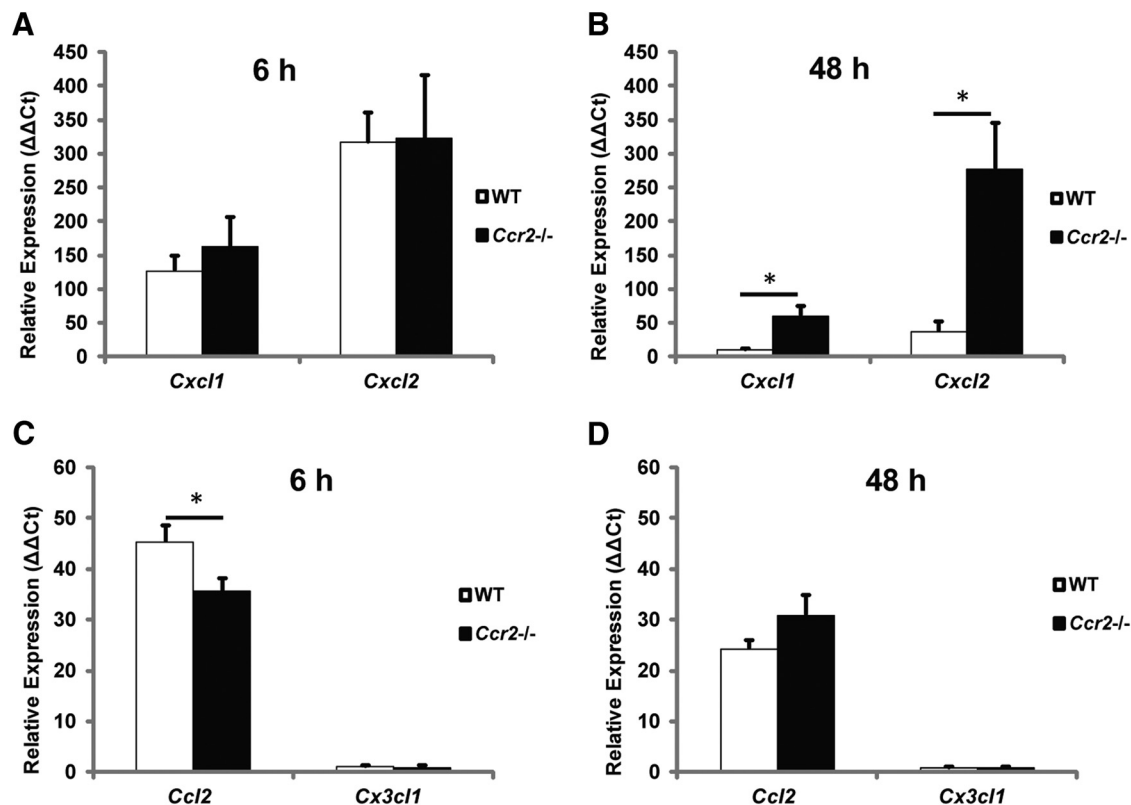 A
Relative Expression (ΔΔCt)
450
400
350
300
250
200
150
100
50
0
6 h
WT
Ccr2-/-
Cxcl1
Cxcl2
B
Relative Expression (ΔΔCt)
450
400
350
300
250
200
150
100
50
0
48 h
*
*
WT
Ccr2-/-
Cxcl1
Cxcl2
C
Relative Expression (ΔΔCt)
60
50
40
30
20
10
0
6 h
*
WT
Ccr2-/-
Ccl2
Cx3cl1
D
Relative Expression (ΔΔCt)
60
50
40
30
20
10
0
48 h
WT
Ccr2-/-
Ccl2
Cx3cl1